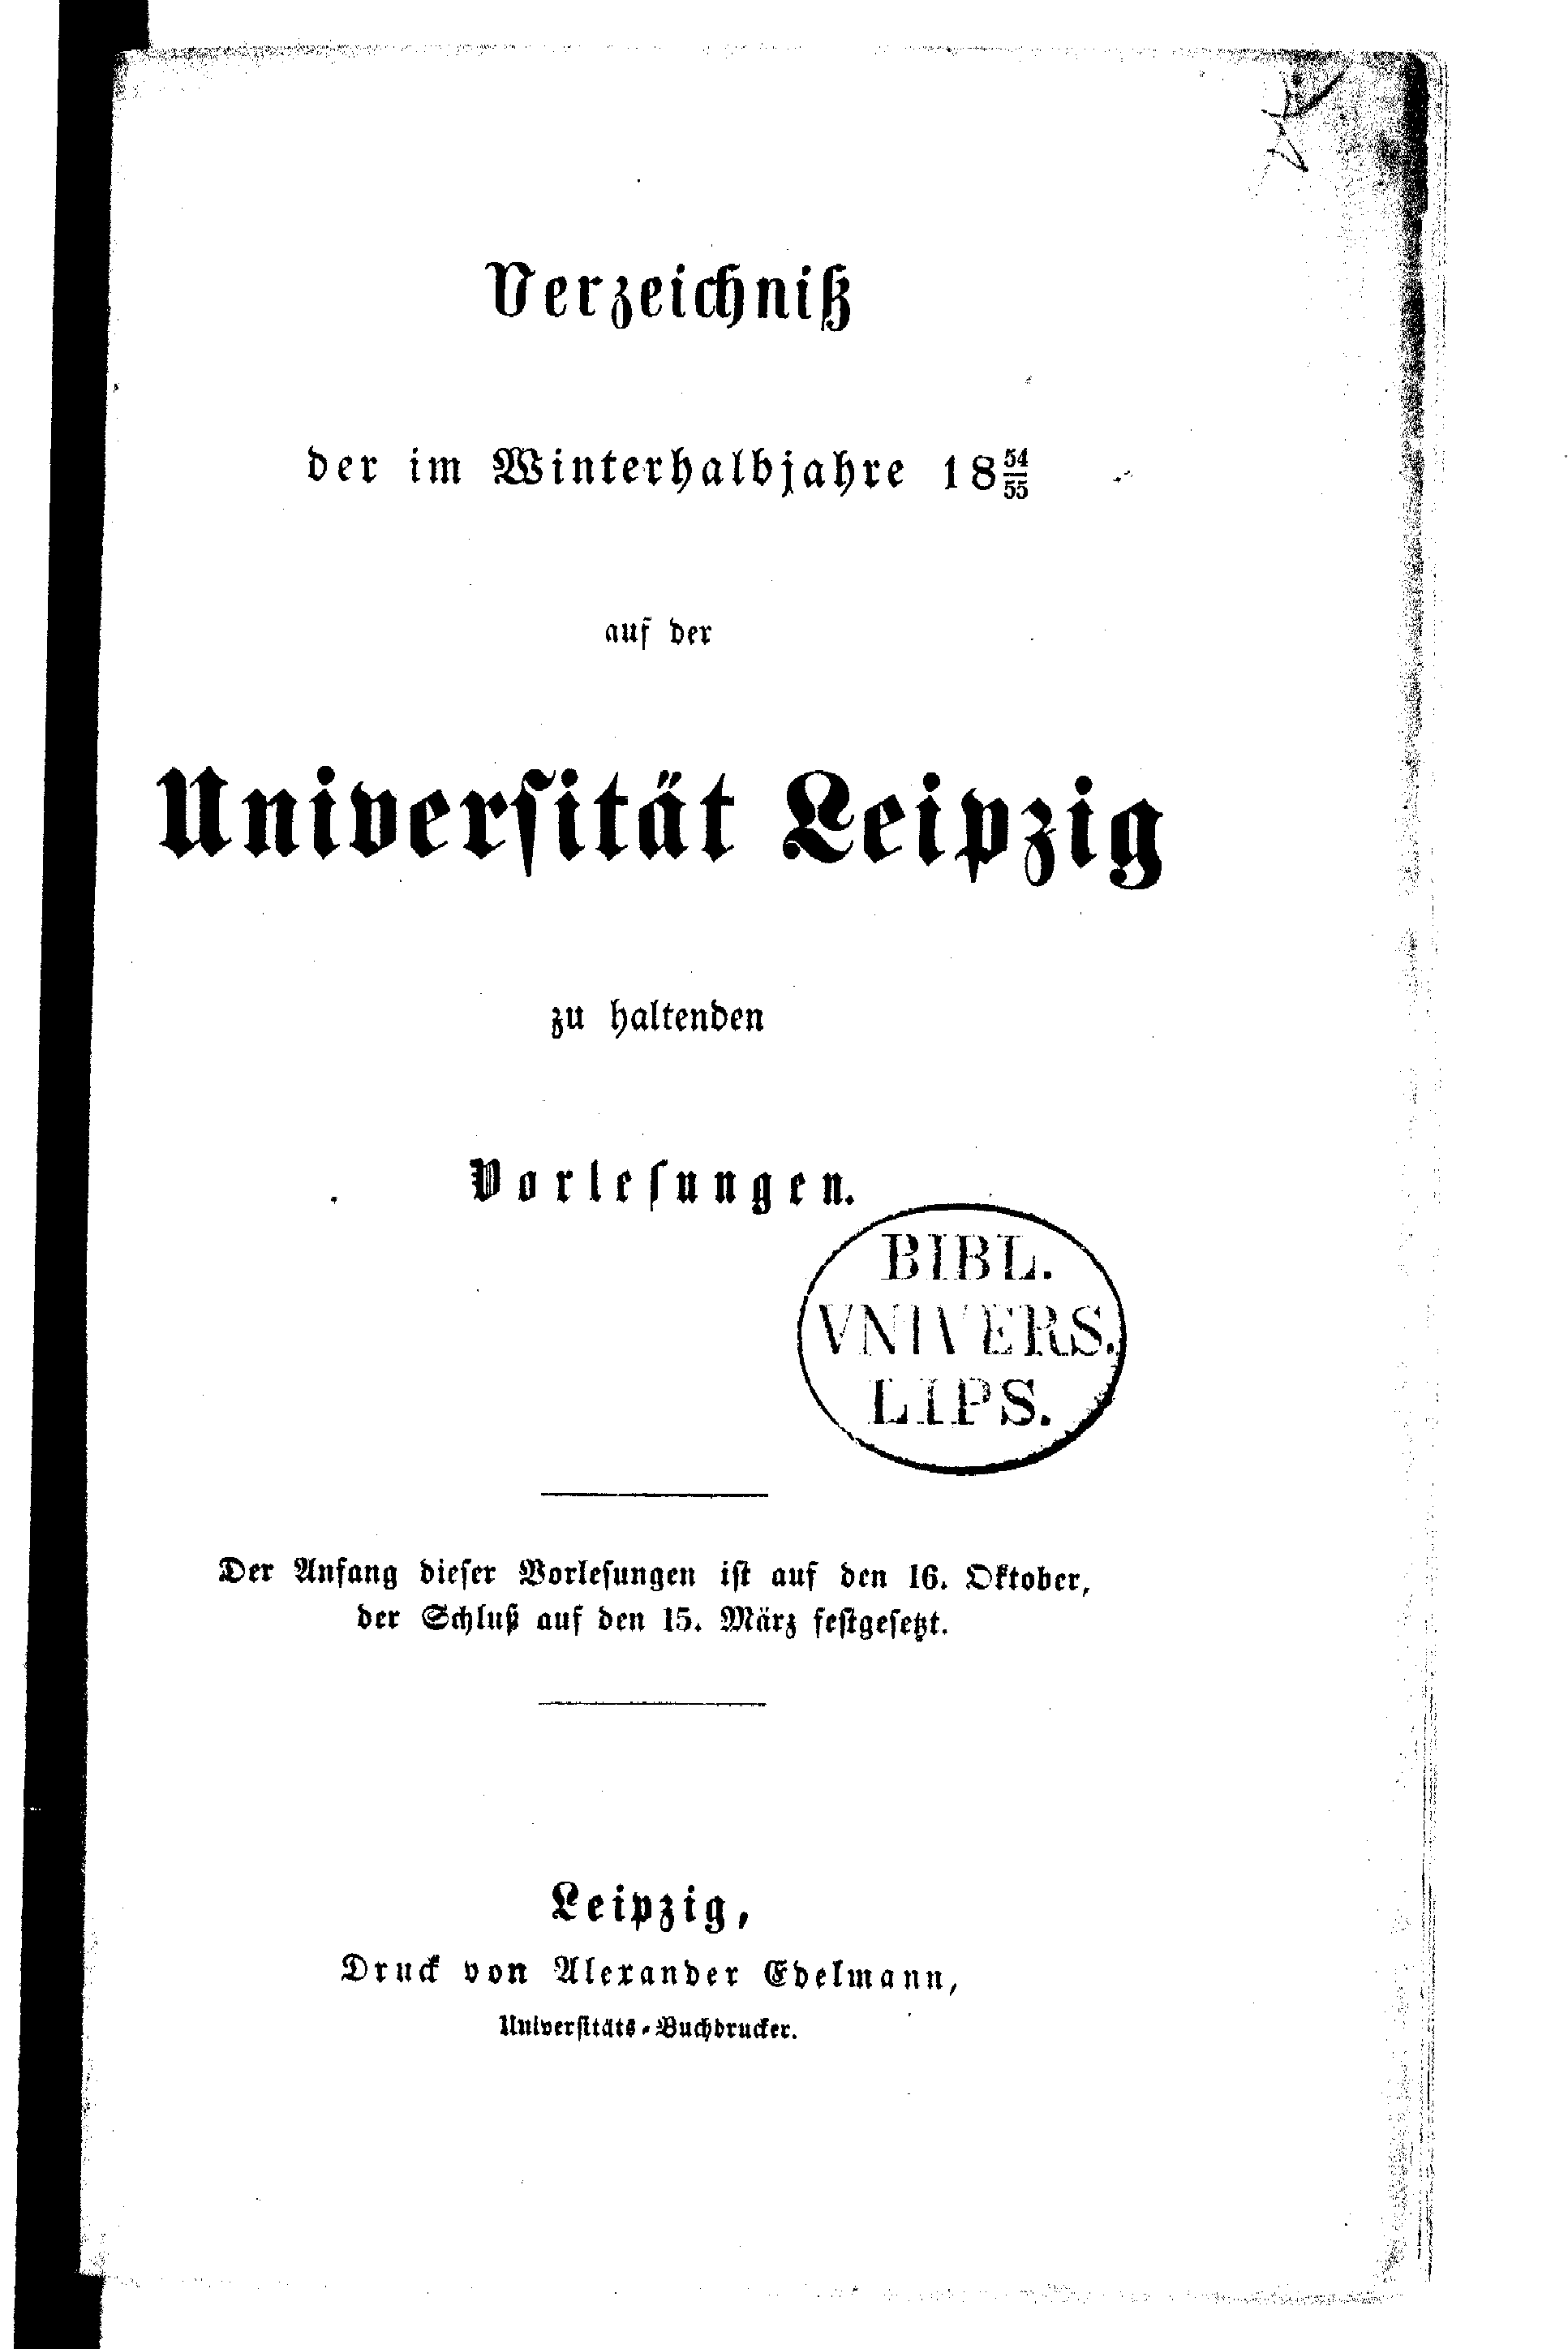 Verzeichniß
der im Winterhalbjahre 18 54/55
auf der
Universität Leipzig
zu haltenden
Vorlesungen.
BIBL.
VNIVERS.
LIPS.
Der Anfang dieser Vorlesungen ist auf den 16. Oktober,
der Schluß auf den 15. März festgesetzt.
Leipzig,
Druck von Alexander Edelmann,
Universitäts-Buchdrucker.